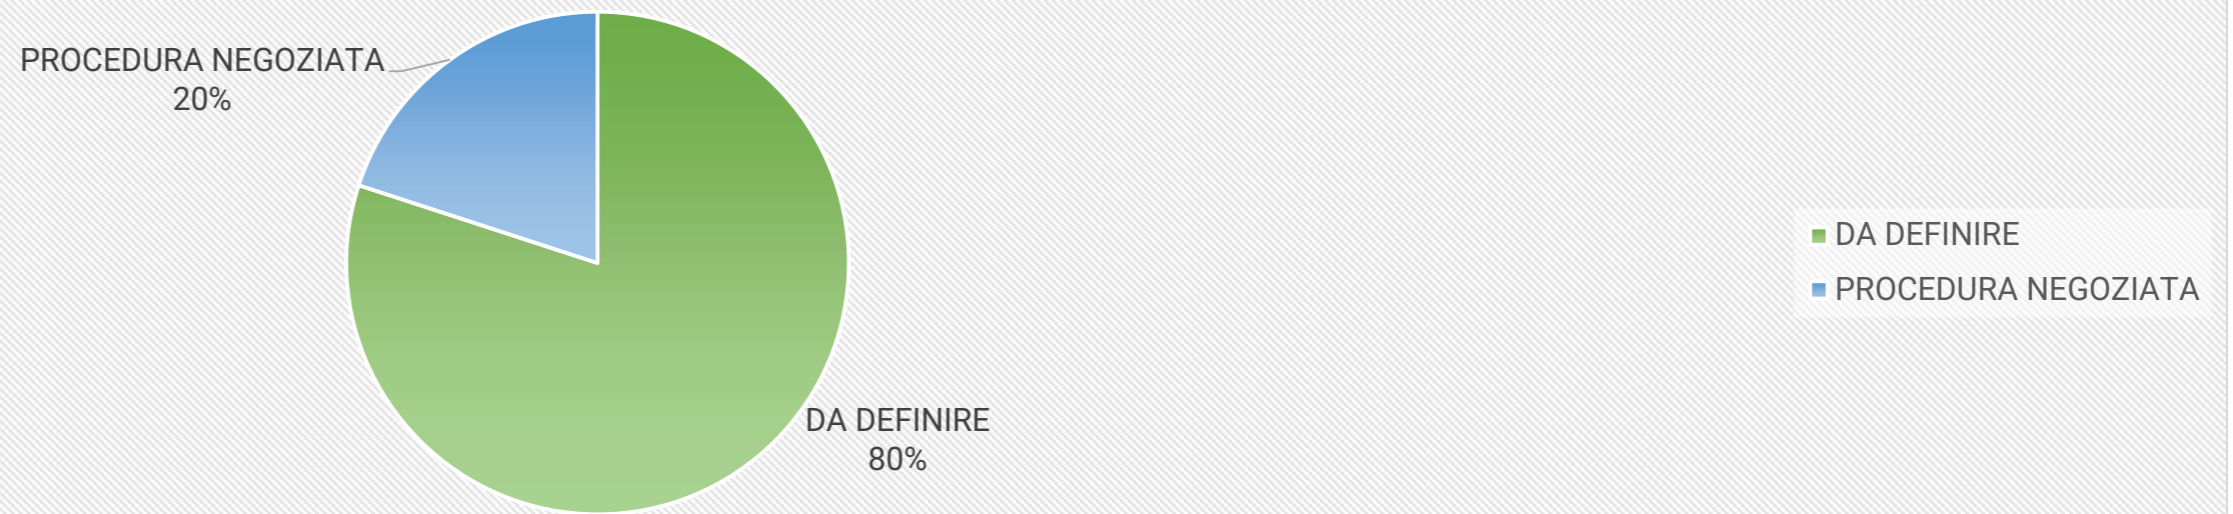 PROCEDURA NEGOZIATA
20%
DA DEFINIRE
80%
DA DEFINIRE
PROCEDURA NEGOZIATA